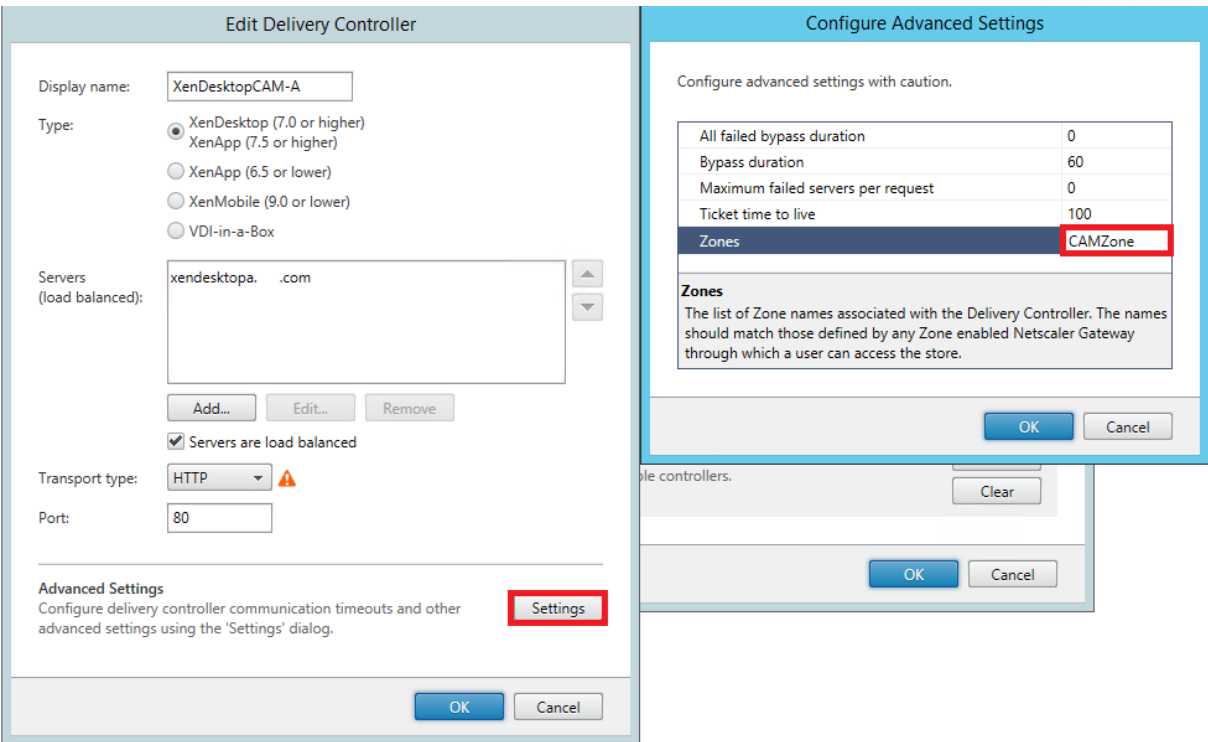 Edit Delivery Controller
Display name: XenDesktopCAM-A
Type: XenDesktop (7.0 or higher)
XenApp (7.5 or higher)
XenApp (6.5 or lower)
XenMobile (9.0 or lower)
VDI-in-a-Box
Servers
(load balanced):
xendesktopa. .com
Add... Edit... Remove
Servers are load balanced
Transport type: HTTP
Port: 80
Advanced Settings
Configure delivery controller communication timeouts and other
advanced settings using the 'Settings' dialog.
Settings
OK Cancel
Configure Advanced Settings
Configure advanced settings with caution.
All failed bypass duration 0
Bypass duration 60
Maximum failed servers per request 0
Ticket time to live 100
Zones CAMZone
Zones
The list of Zone names associated with the Delivery Controller. The names
should match those defined by any Zone enabled Netscaler Gateway
through which a user can access the store.
OK Cancel
controllers.
Clear
OK Cancel